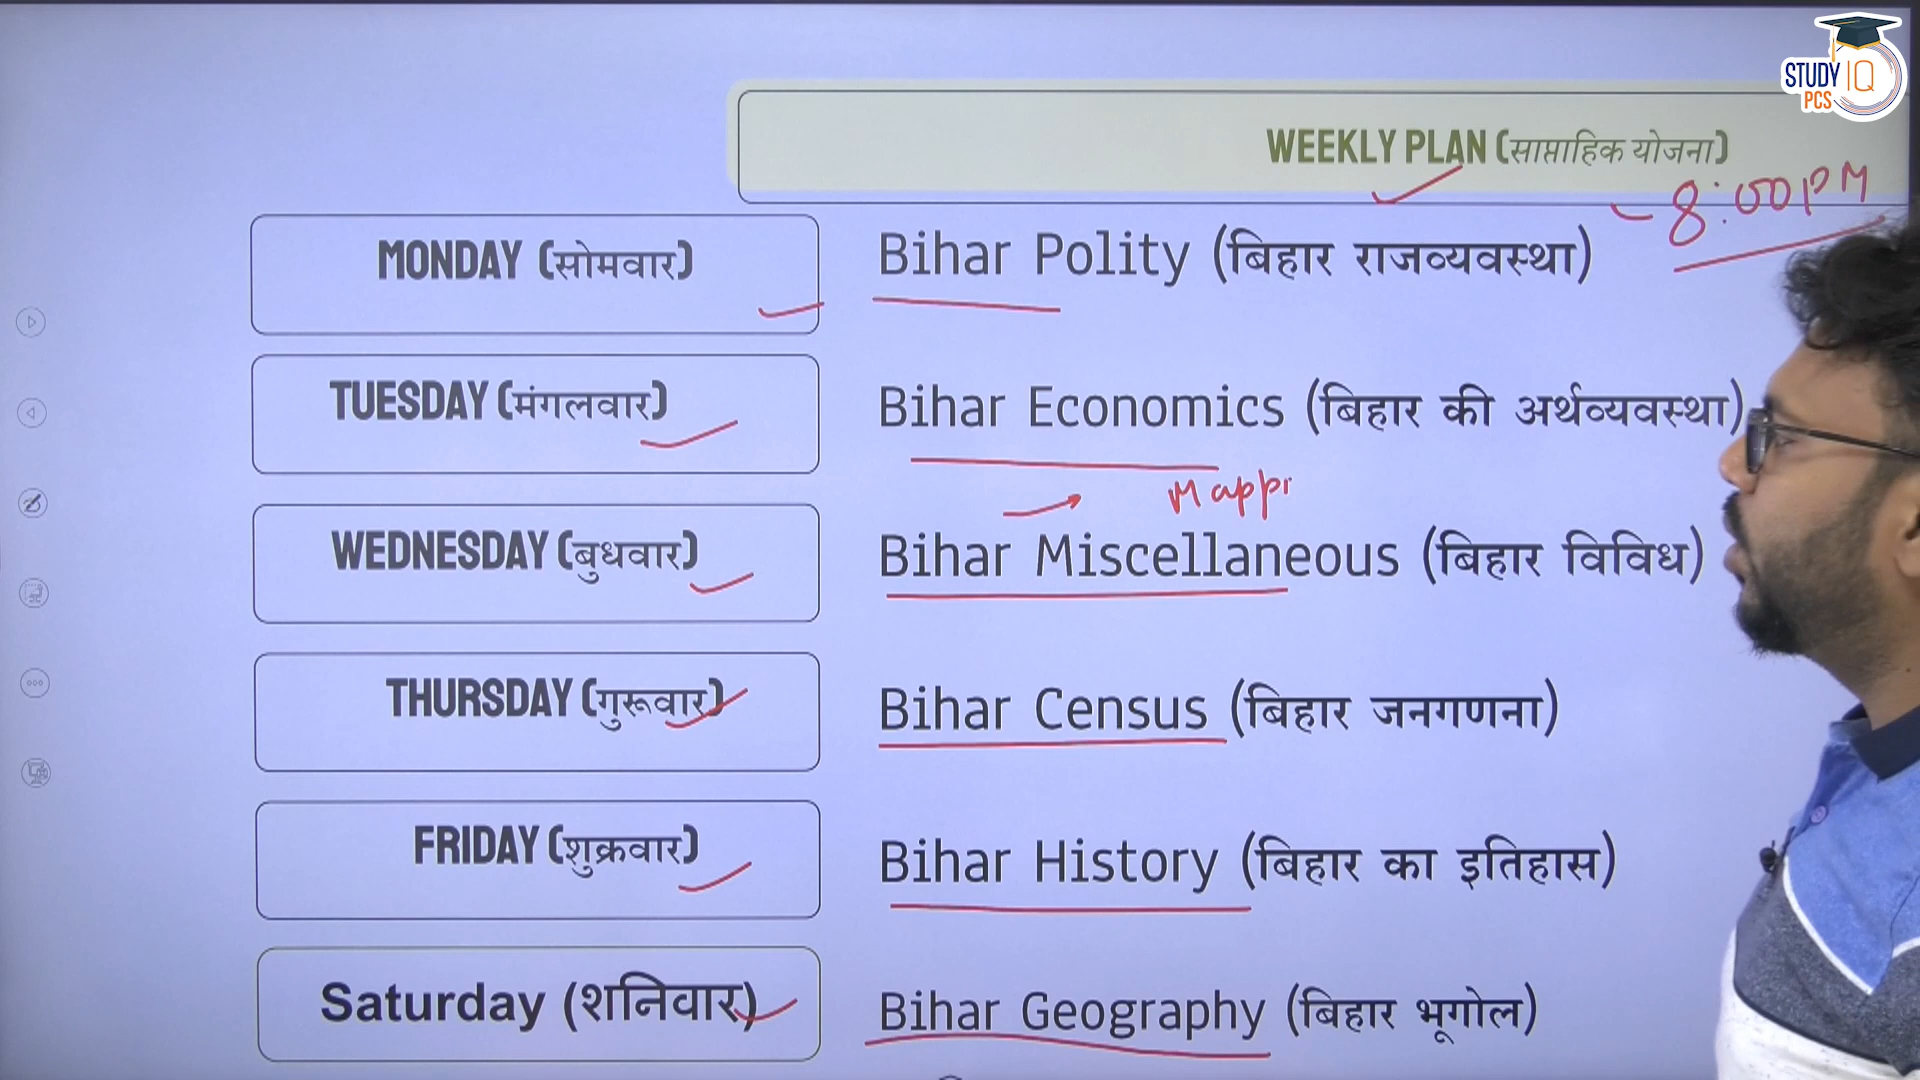 STUDY IQ
PCS
WEEKLY PLAN (साप्ताहिक योजना)
- 8:00 PM
MONDAY (सोमवार)
Bihar Polity (बिहार राजव्यवस्था)
TUESDAY (मंगलवार)
Bihar Economics (बिहार की अर्थव्यवस्था)
Mappi
WEDNESDAY (बुधवार)
Bihar Miscellaneous (बिहार विविध)
THURSDAY (गुरूवार)
Bihar Census (बिहार जनगणना)
FRIDAY (शुक्रवार)
Bihar History (बिहार का इतिहास)
Saturday (शनिवार)
Bihar Geography (बिहार भूगोल)